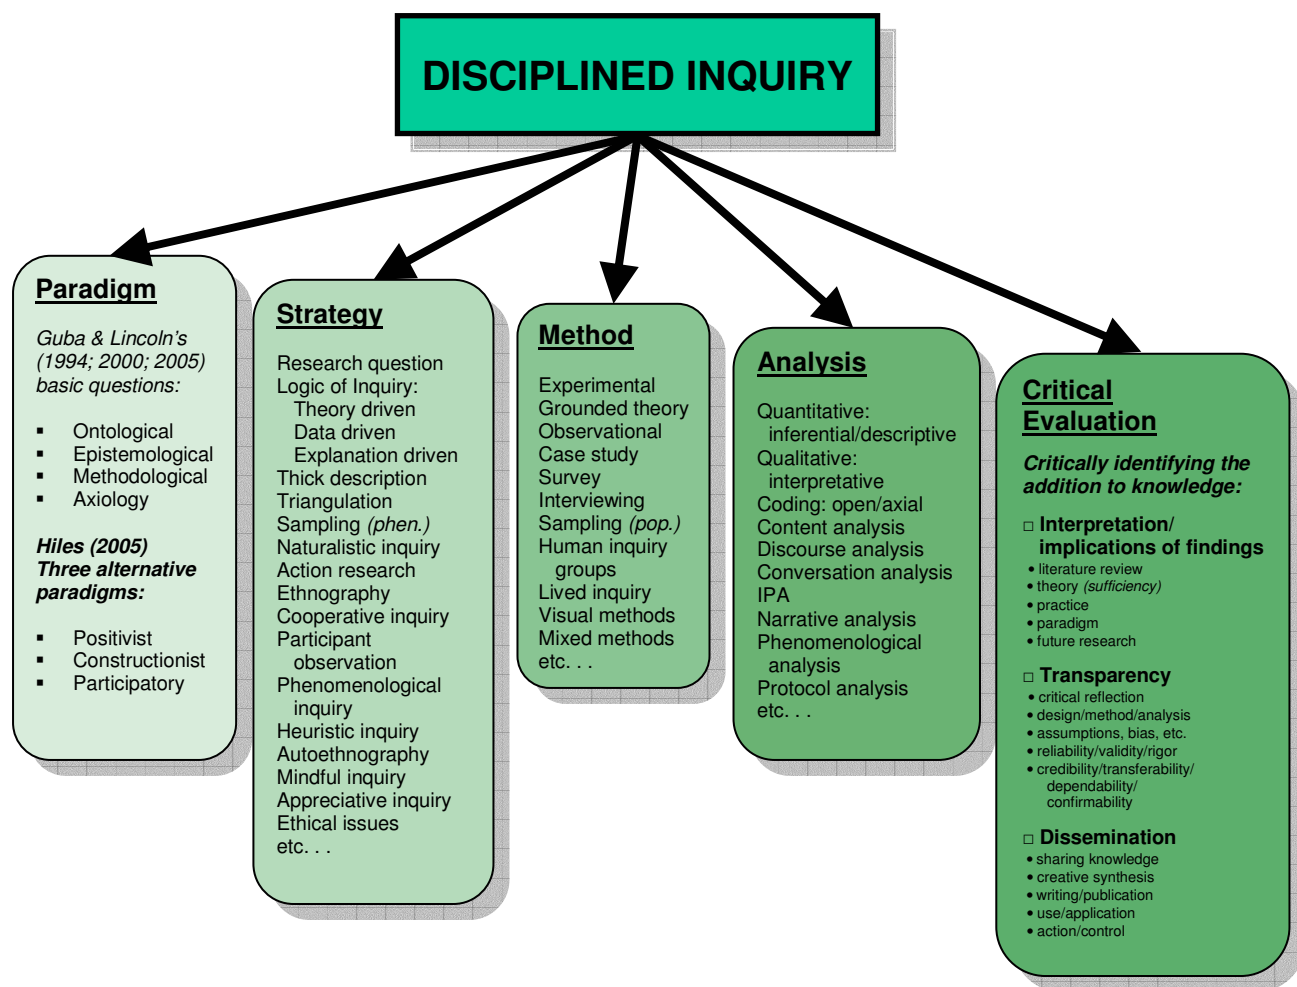 DISCIPLINED INQUIRY
Paradigm
Guba & Lincoln's
(1994; 2000; 2005)
basic questions:
▪ Ontological
▪ Epistemological
▪ Methodological
▪ Axiology
Hiles (2005)
Three alternative
paradigms:
▪ Positivist
▪ Constructionist
▪ Participatory
Strategy
Research question
Logic of Inquiry:
Theory driven
Data driven
Explanation driven
Thick description
Triangulation
Sampling (phen.)
Naturalistic inquiry
Action research
Ethnography
Cooperative inquiry
Participant
observation
Phenomenological
inquiry
Heuristic inquiry
Autoethnography
Mindful inquiry
Appreciative inquiry
Ethical issues
etc. . .
Method
Experimental
Grounded theory
Observational
Case study
Survey
Interviewing
Sampling (pop.)
Human inquiry
groups
Lived inquiry
Visual methods
Mixed methods
etc. . .
Analysis
Quantitative:
inferential/descriptive
Qualitative:
interpretative
Coding: open/axial
Content analysis
Discourse analysis
Conversation analysis
IPA
Narrative analysis
Phenomenological
analysis
Protocol analysis
etc. . .
Critical
Evaluation
Critically identifying the
addition to knowledge:
□ Interpretation/
implications of findings
• literature review
• theory (sufficiency)
• practice
• paradigm
• future research
□ Transparency
• critical reflection
• design/method/analysis
• assumptions, bias, etc.
• reliability/validity/rigor
• credibility/transferability/
dependability/
confirmability
□ Dissemination
• sharing knowledge
• creative synthesis
• writing/publication
• use/application
• action/control